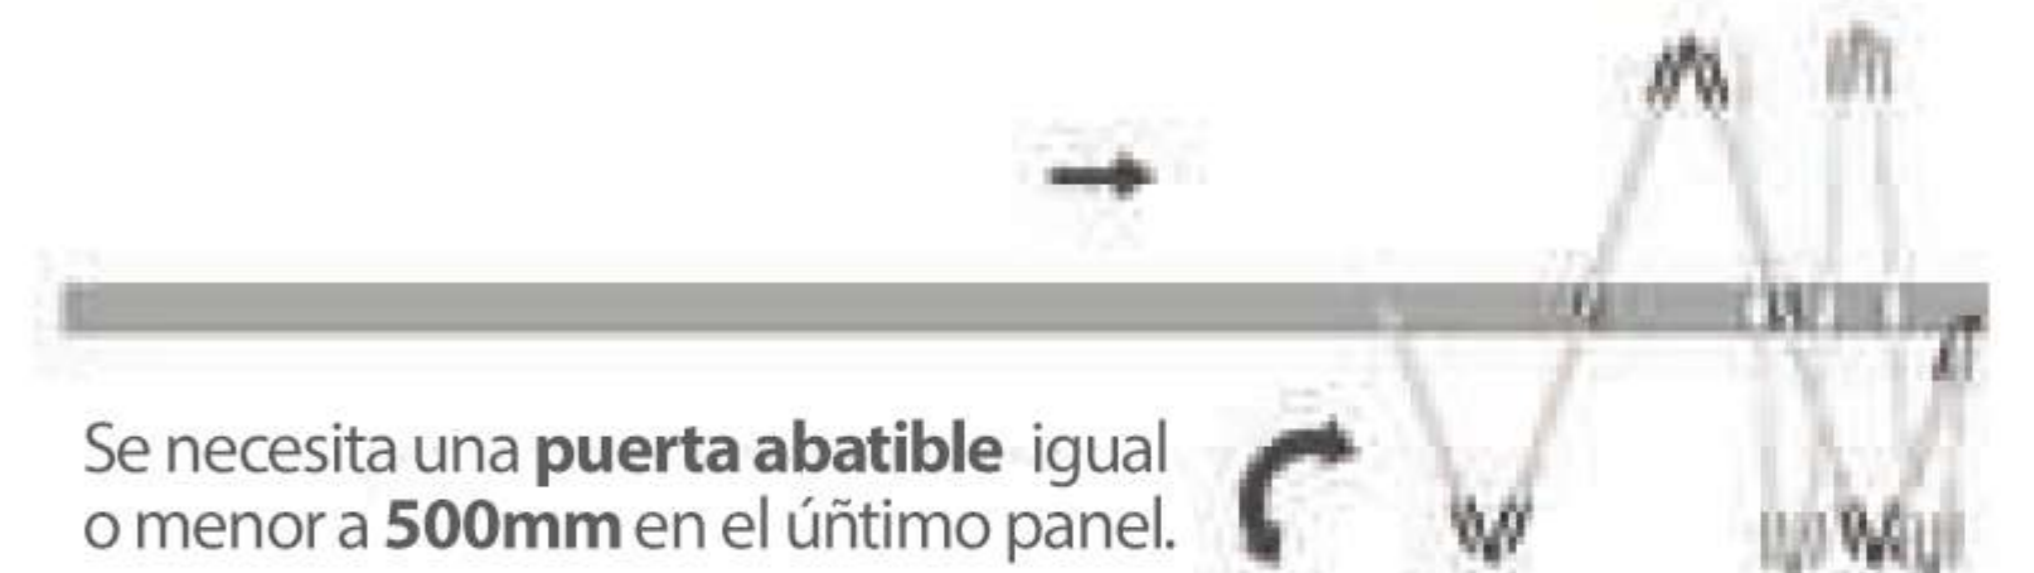 Se necesita una puerta abatible igual
o menor a 500mm en el úñtimo panel.